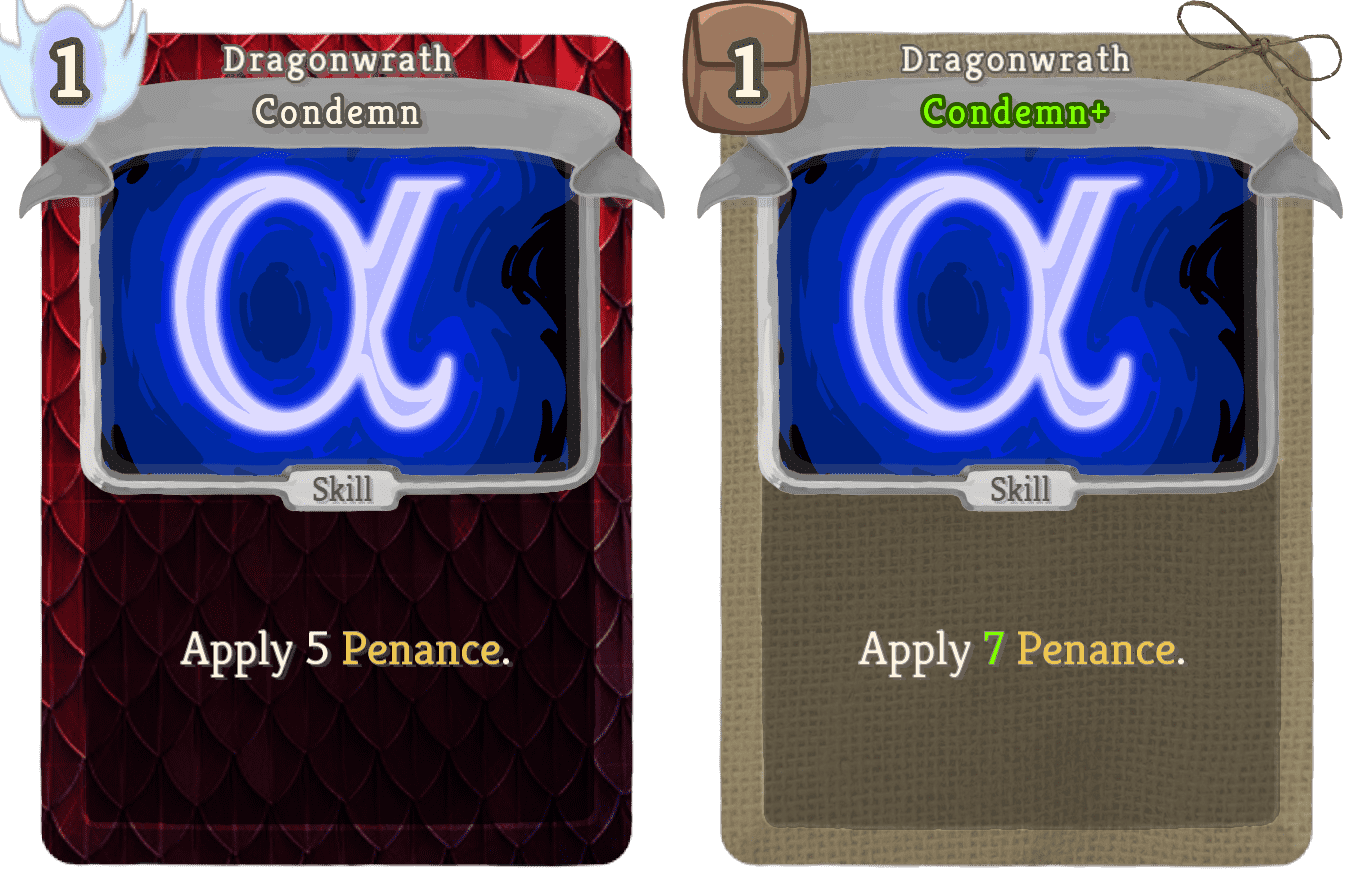 1
Dragonwrath
Condemn
Skill
Apply 5 Penance.
1
Dragonwrath
Condemn+
Skill
Apply 7 Penance.